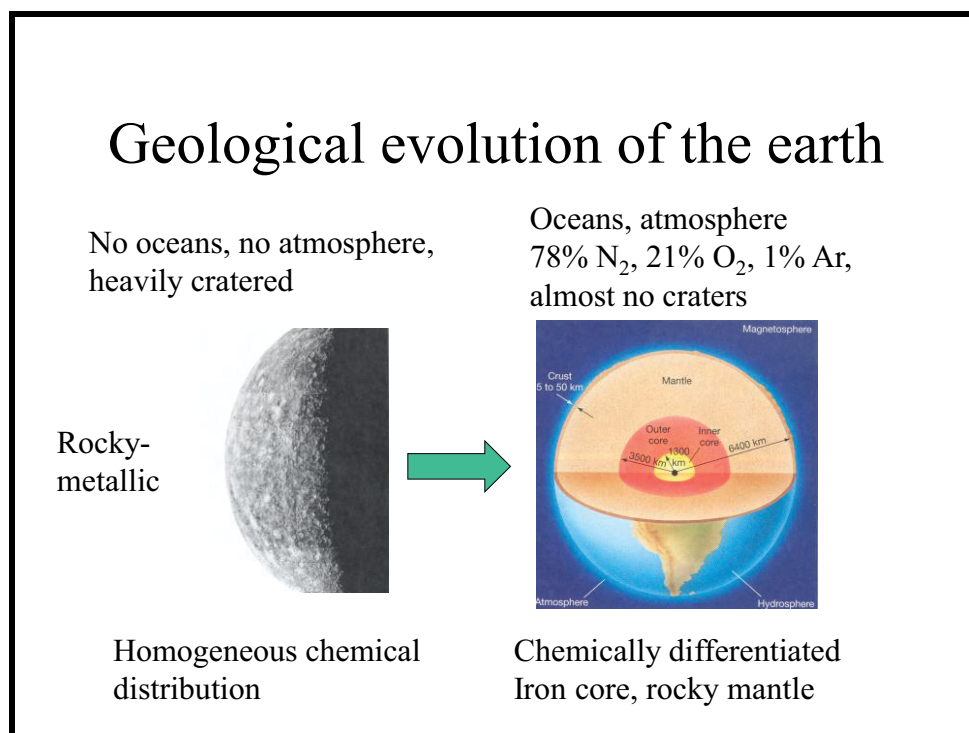 Geological evolution of the earth
No oceans, no atmosphere,
heavily cratered
Oceans, atmosphere
78% N₂, 21% O₂, 1% Ar,
almost no craters
Rocky-
metallic
Magnetosphere
Crust
5 to 50 km
Mantle
Outer
core
Inner
core
1300
km
3500 km
6400 km
Atmosphere
Hydrosphere
Homogeneous chemical
distribution
Chemically differentiated
Iron core, rocky mantle